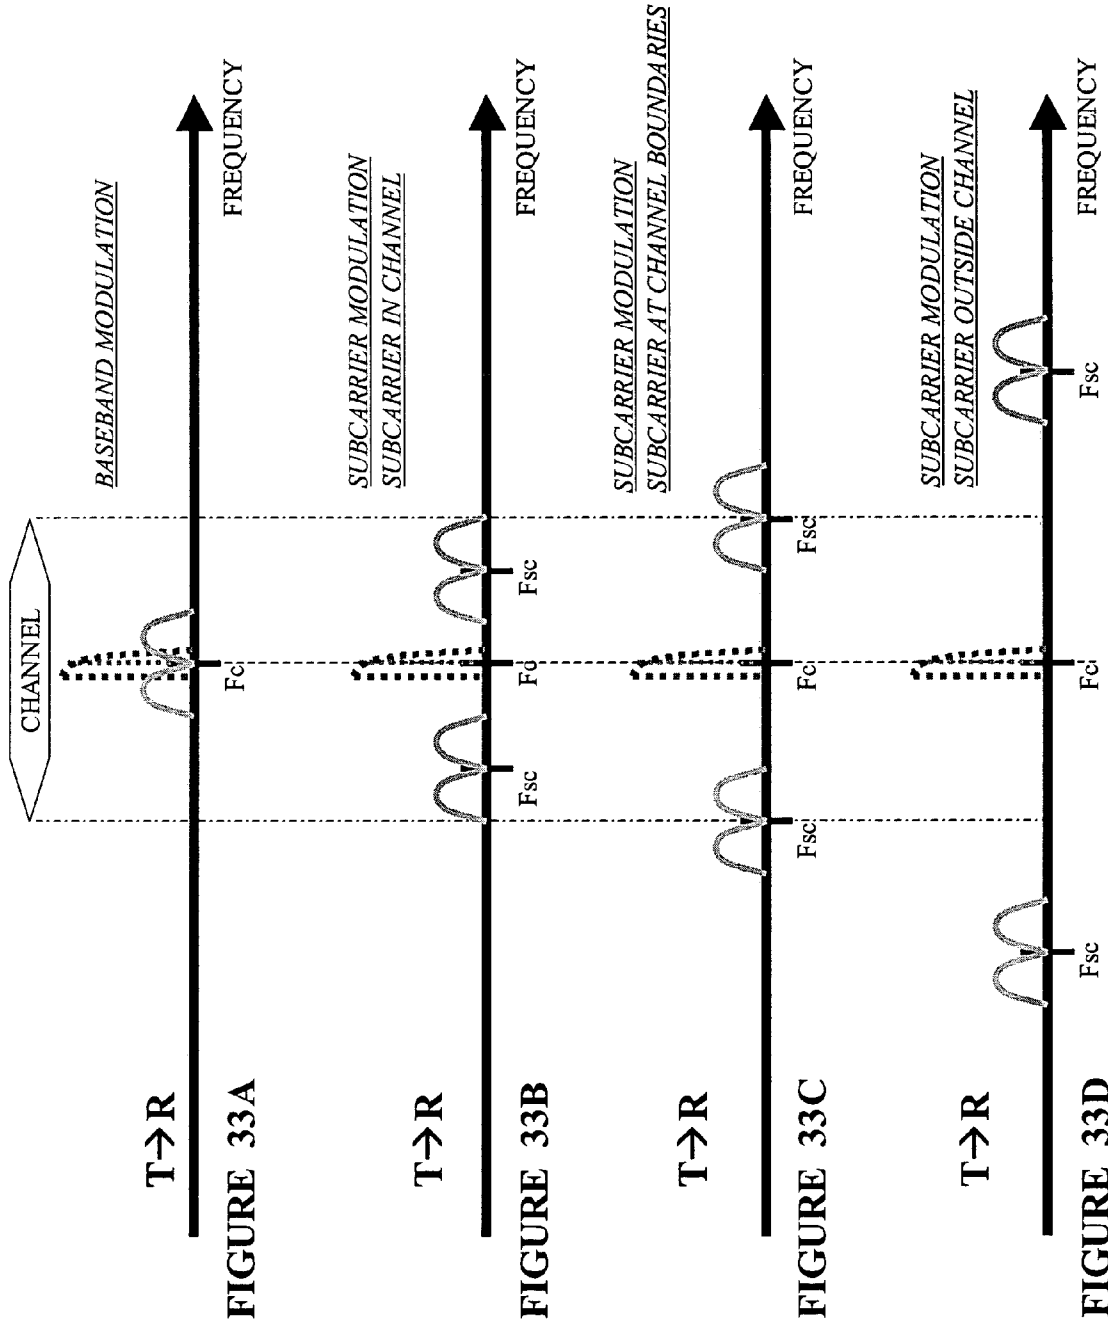 CHANNEL
BASEBAND MODULATION
Fc
FREQUENCY
T→R
FIGURE 33A
SUBCARRIER MODULATION
SUBCARRIER IN CHANNEL
Fsc
Fc
Fsc
FREQUENCY
T→R
FIGURE 33B
SUBCARRIER MODULATION
SUBCARRIER AT CHANNEL BOUNDARIES
Fsc
Fc
Fsc
FREQUENCY
T→R
FIGURE 33C
SUBCARRIER MODULATION
SUBCARRIER OUTSIDE CHANNEL
Fsc
Fc
Fsc
FREQUENCY
T→R
FIGURE 33D